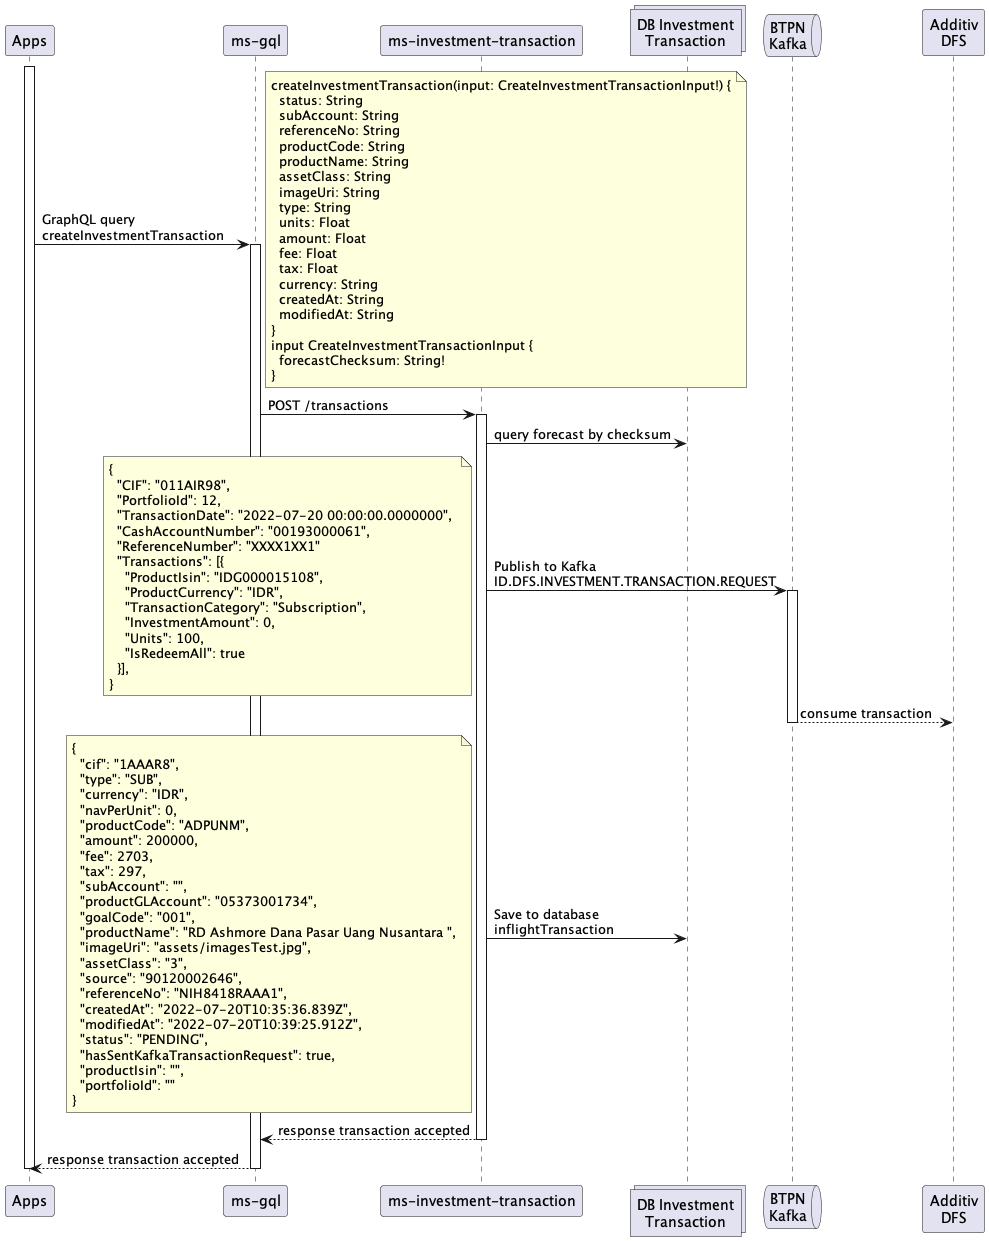 Apps
ms-gql
ms-investment-transaction
DB Investment
Transaction
BTPN
Kafka
Additiv
DFS
createInvestmentTransaction(input: CreateInvestmentTransactionInput!) {
status: String
subAccount: String
referenceNo: String
productCode: String
productName: String
assetClass: String
imageUri: String
type: String
units: Float
amount: Float
fee: Float
tax: Float
currency: String
createdAt: String
modifiedAt: String
}
input CreateInvestmentTransactionInput {
forecastChecksum: String!
}
GraphQL query
createInvestmentTransaction
POST /transactions
query forecast by checksum
{
"CIF": "011AIR98",
"PortfolioId": 12,
"TransactionDate": "2022-07-20 00:00:00.0000000",
"CashAccountNumber": "00193000061",
"ReferenceNumber": "XXXX1XX1"
"Transactions": [{
"ProductIsin": "IDG000015108",
"ProductCurrency": "IDR",
"TransactionCategory": "Subscription",
"InvestmentAmount": 0,
"Units": 100,
"IsRedeemAll": true
}],
}
Publish to Kafka
ID.DFS.INVESTMENT.TRANSACTION.REQUEST
consume transaction
{
"cif": "1AAAR8",
"type": "SUB",
"currency": "IDR",
"navPerUnit": 0,
"productCode": "ADPUNM",
"amount": 200000,
"fee": 2703,
"tax": 297,
"subAccount": "",
"productGLAccount": "05373001734",
"goalCode": "001",
"productName": "RD Ashmore Dana Pasar Uang Nusantara ",
"imageUri": "assets/imagesTest.jpg",
"assetClass": "3",
"source": "90120002646",
"referenceNo": "NIH8418RAAA1",
"createdAt": "2022-07-20T10:35:36.839Z",
"modifiedAt": "2022-07-20T10:39:25.912Z",
"status": "PENDING",
"hasSentKafkaTransactionRequest": true,
"productIsin": "",
"portfolioId": ""
}
Save to database
inflightTransaction
response transaction accepted
response transaction accepted
Apps
ms-gql
ms-investment-transaction
DB Investment
Transaction
BTPN
Kafka
Additiv
DFS